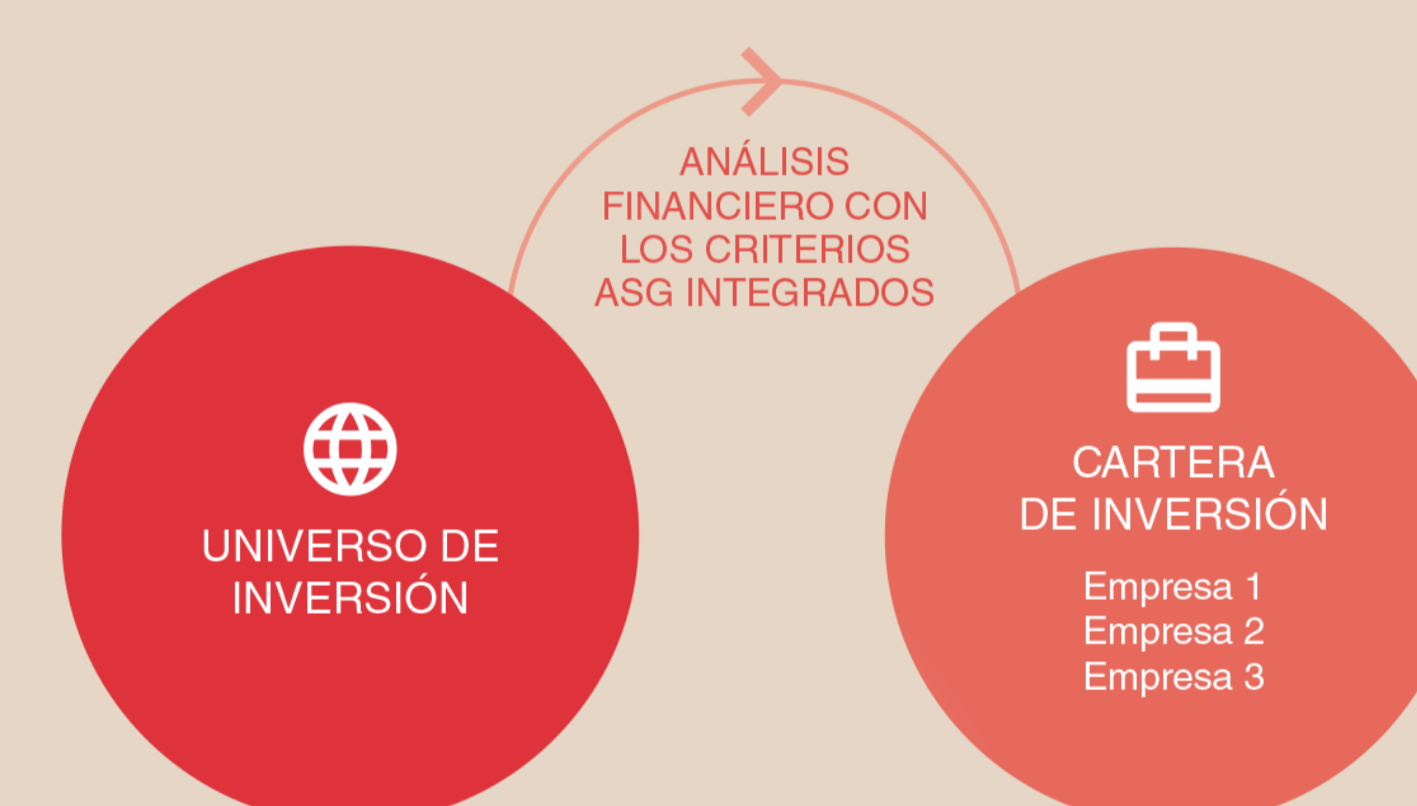 ANÁLISIS
FINANCIERO CON
LOS CRITERIOS
ASG INTEGRADOS
UNIVERSO DE
INVERSIÓN
CARTERA
DE INVERSIÓN
Empresa 1
Empresa 2
Empresa 3